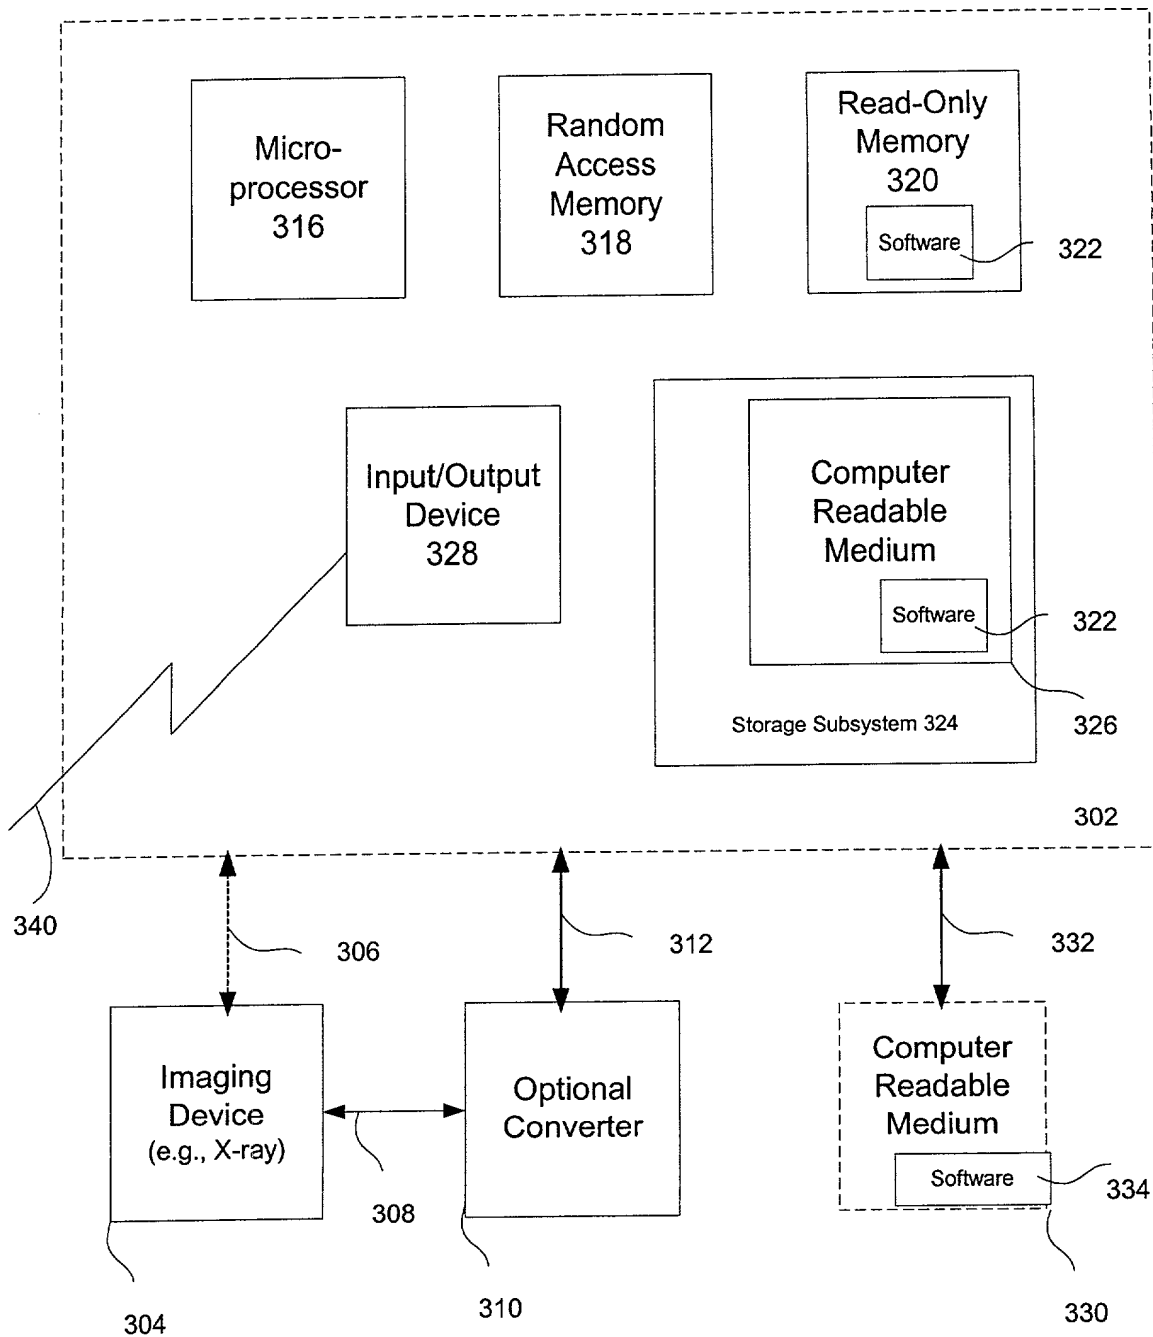 Micro-
processor
316
Random
Access
Memory
318
Read-Only
Memory
320
Software
322
Input/Output
Device
328
Computer
Readable
Medium
Software
322
326
Storage Subsystem 324
302
340
306
312
332
Imaging
Device
(e.g., X-ray)
308
Optional
Converter
Computer
Readable
Medium
Software
334
304
310
330